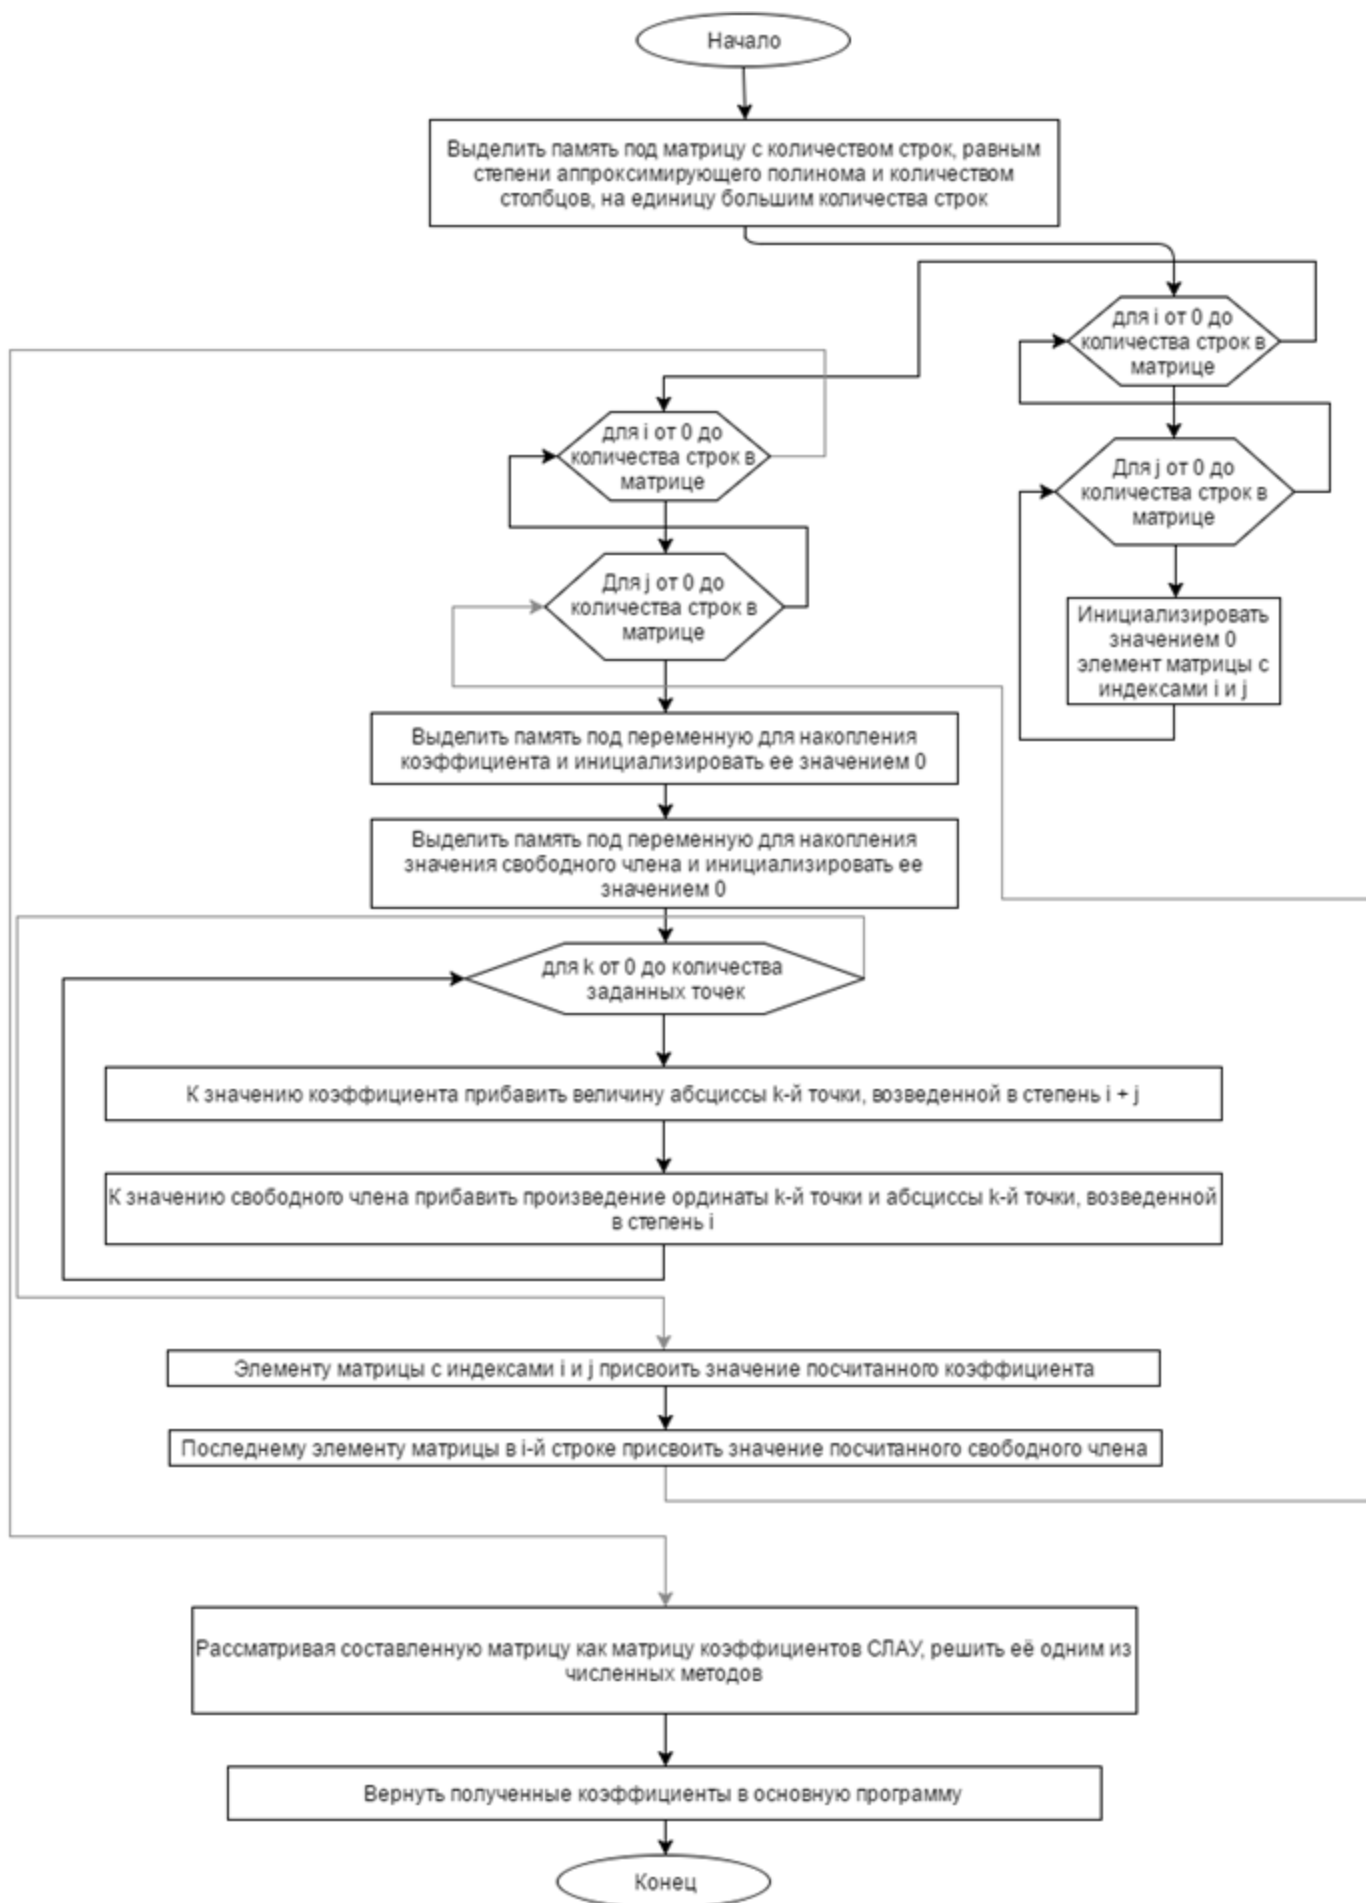 Начало
Выделить память под матрицу с количеством строк, равным
степени аппроксимирующего полинома и количеством
столбцов, на единицу большим количества строк
для i от 0 до
количества строк в
матрице
Для j от 0 до
количества строк в
матрице
Инициализировать
значением 0
элемент матрицы с
индексами i и j
для i от 0 до
количества строк в
матрице
Для j от 0 до
количества строк в
матрице
Выделить память под переменную для накопления
коэффициента и инициализировать ее значением 0
Выделить память под переменную для накопления
значения свободного члена и инициализировать ее
значением 0
для k от 0 до количества
заданных точек
К значению коэффициента прибавить величину абсциссы k-й точки, возведенной в степень i + j
К значению свободного члена прибавить произведение ординаты k-й точки и абсциссы k-й точки, возведенной
в степень i
Элементу матрицы с индексами i и j присвоить значение посчитанного коэффициента
Последнему элементу матрицы в i-й строке присвоить значение посчитанного свободного члена
Рассматривая составленную матрицу как матрицу коэффициентов СЛАУ, решить её одним из
численных методов
Вернуть полученные коэффициенты в основную программу
Конец